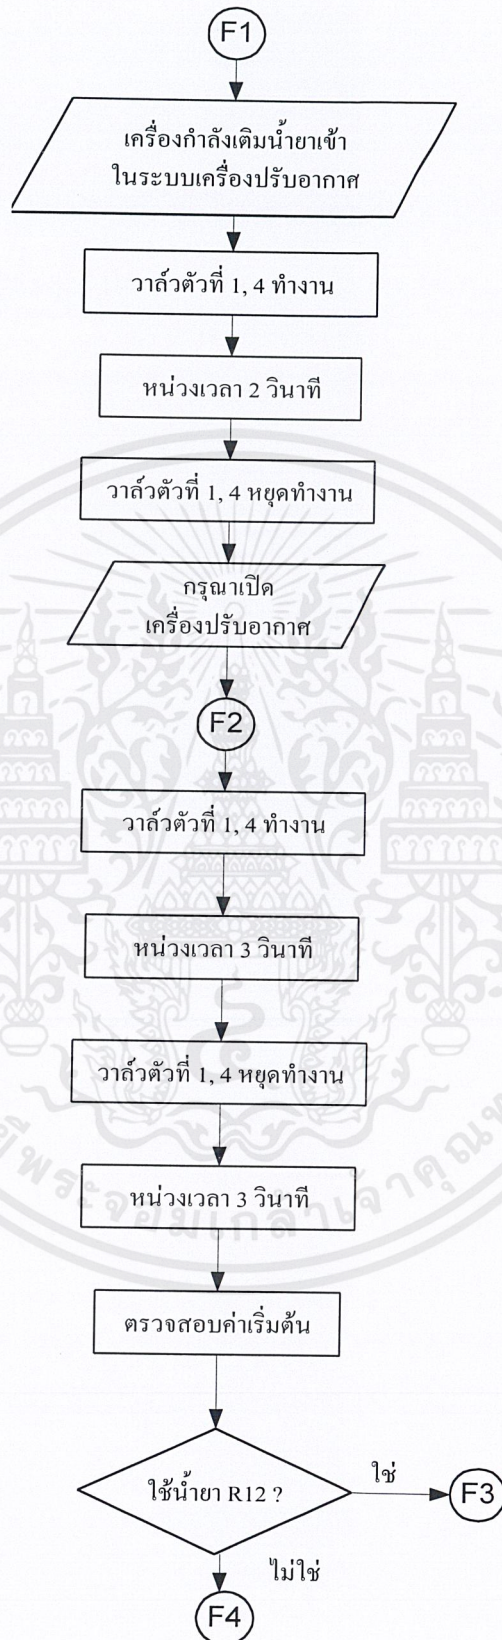 F1
เครื่องกำลังเติมน้ำยาเข้า
ในระบบเครื่องปรับอากาศ
วาล์วตัวที่ 1, 4 ทำงาน
หน่วงเวลา 2 วินาที
วาล์วตัวที่ 1, 4 หยุดทำงาน
กรุณาเปิด
เครื่องปรับอากาศ
F2
วาล์วตัวที่ 1, 4 ทำงาน
หน่วงเวลา 3 วินาที
วาล์วตัวที่ 1, 4 หยุดทำงาน
หน่วงเวลา 3 วินาที
ตรวจสอบค่าเริ่มต้น
ใช้น้ำยา R12 ?
ใช่
F3
ไม่ใช่
F4